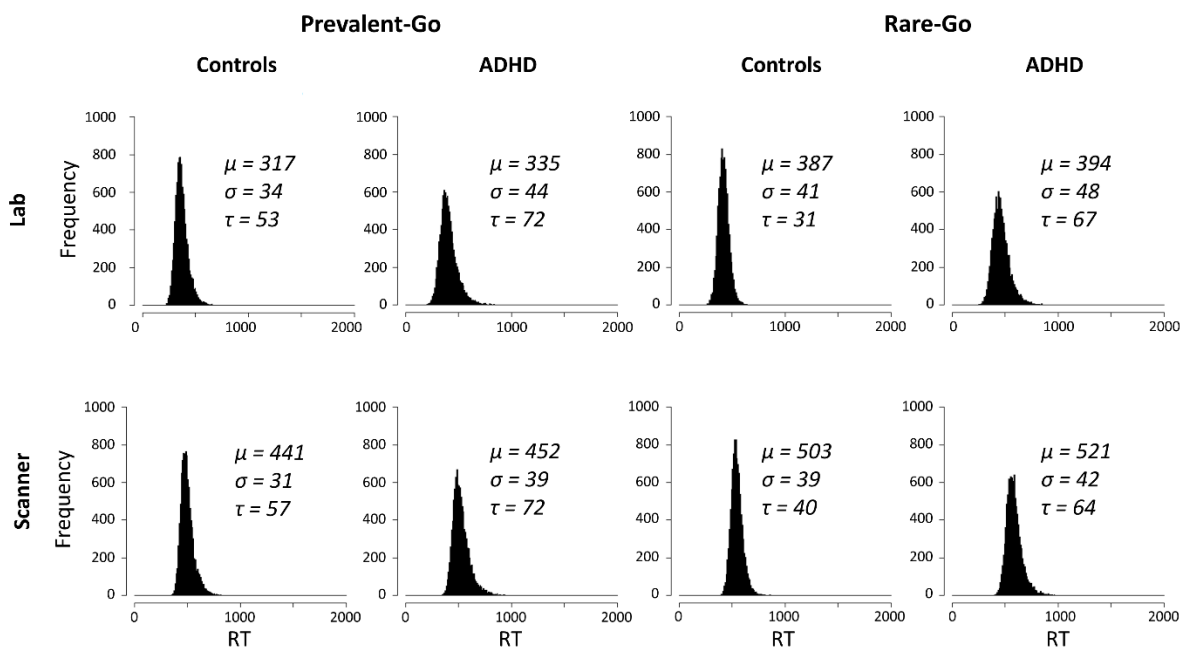 Prevalent-Go Rare-Go
Controls ADHD Controls ADHD
Lab
Frequency
1000
800
600
400
200
0
0 1000 2000
μ = 317
σ = 34
τ = 53
1000
800
600
400
200
0
0 1000 2000
μ = 335
σ = 44
τ = 72
1000
800
600
400
200
0
0 1000 2000
μ = 387
σ = 41
τ = 31
1000
800
600
400
200
0
0 1000 2000
μ = 394
σ = 48
τ = 67
Scanner
Frequency
1000
800
600
400
200
0
0 1000 2000
RT
μ = 441
σ = 31
τ = 57
1000
800
600
400
200
0
0 1000 2000
RT
μ = 452
σ = 39
τ = 72
1000
800
600
400
200
0
0 1000 2000
RT
μ = 503
σ = 39
τ = 40
1000
800
600
400
200
0
0 1000 2000
RT
μ = 521
σ = 42
τ = 64